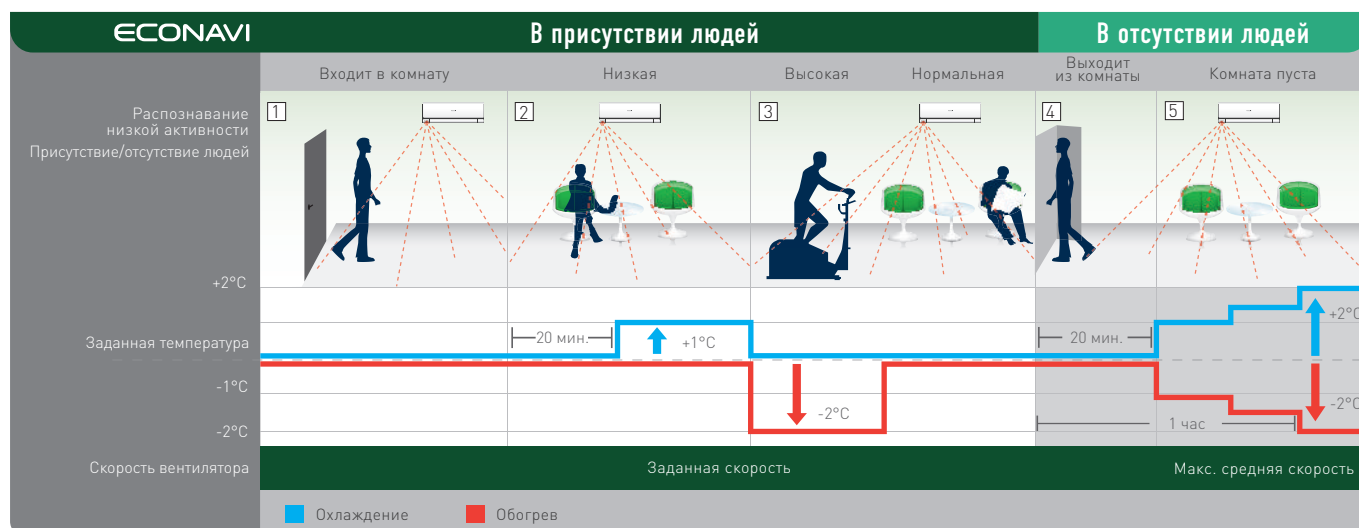 ECONAVI
В присутствии людей
В отсутствии людей
Входит в комнату
Низкая
Высокая
Нормальная
Выходит
из комнаты
Комната пуста
Распознавание
низкой активности
Присутствие/отсутствие людей
1
2
3
4
5
+2°C
Заданная температура
-1°C
-2°C
20 мин.
+1°C
-2°C
20 мин.
+2°C
-2°C
1 час
Скорость вентилятора
Заданная скорость
Макс. средняя скорость
Охлаждение
Обогрев